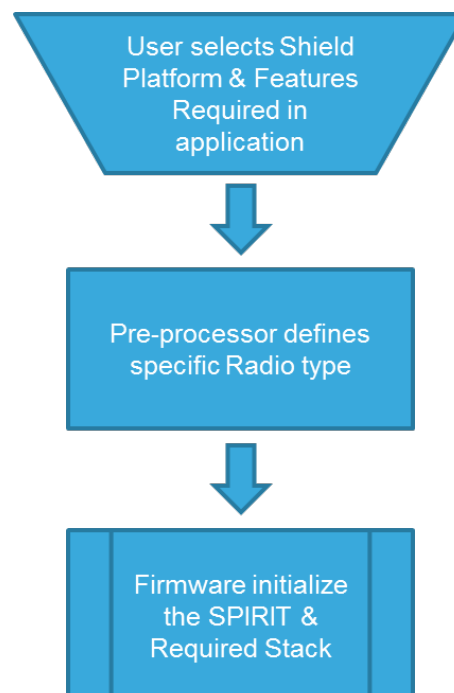 User selects Shield
Platform & Features
Required in
application
Pre-processor defines
specific Radio type
Firmware initialize
the SPIRIT &
Required Stack